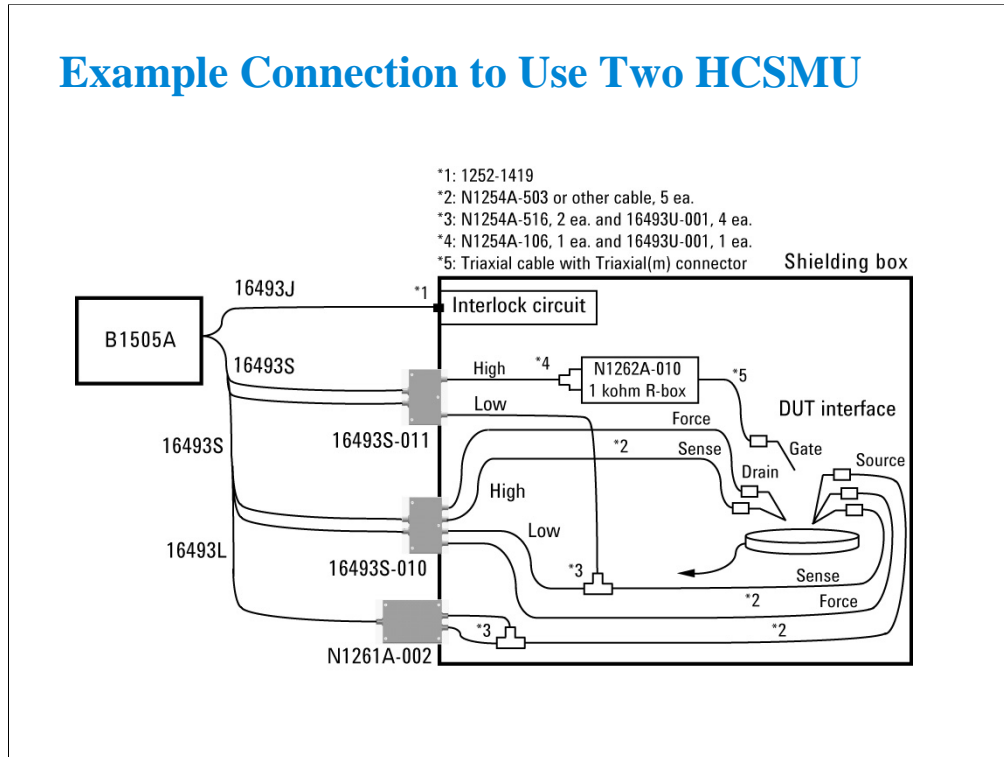 Example Connection to Use Two HCSMU
*1: 1252-1419
*2: N1254A-503 or other cable, 5 ea.
*3: N1254A-516, 2 ea. and 16493U-001, 4 ea.
*4: N1254A-106, 1 ea. and 16493U-001, 1 ea.
*5: Triaxial cable with Triaxial(m) connector
Shielding box
16493J
*1
Interlock circuit
B1505A
16493S
High
*4
N1262A-010
1 kohm R-box
*5
Low
DUT interface
16493S-011
Force
*2
Sense
Gate
Drain
Source
16493S
High
Low
16493L
16493S-010
*3
Sense
*2
Force
*3
*2
N1261A-002